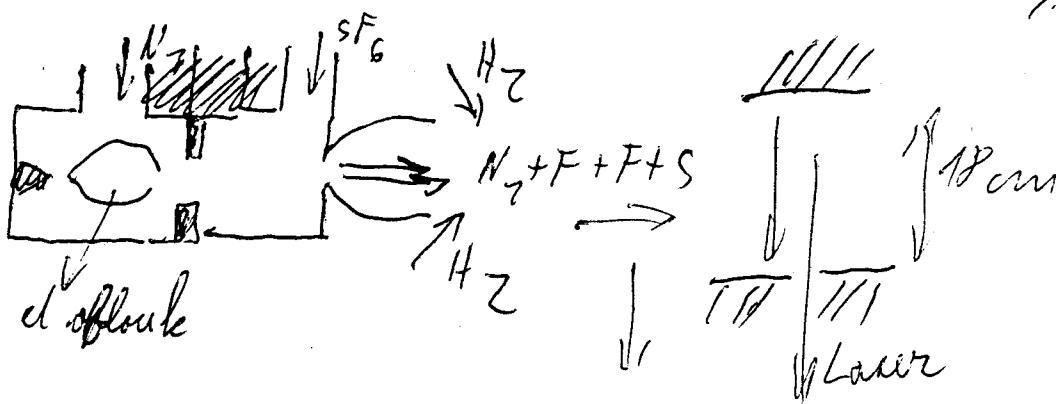 N₂
SF₆
H₂
N₂+F+F+S
18 cm
H₂
el. oblouk
Laser